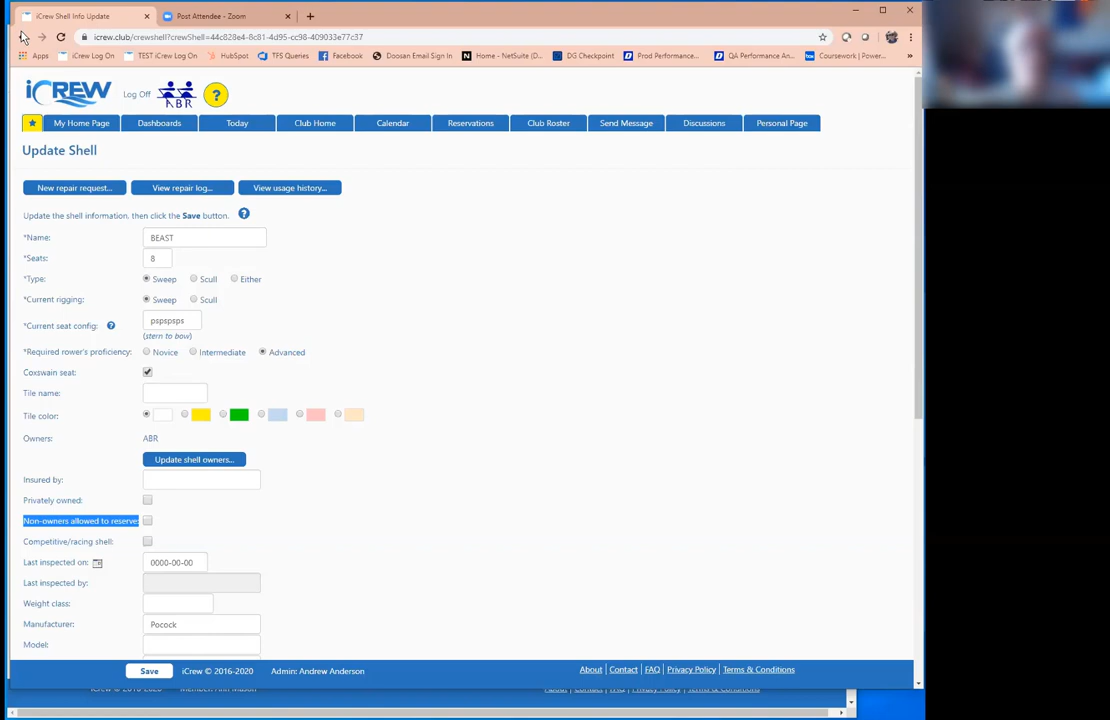 iCrew Shell Info Update
Post Attendee - Zoom
icrew.club/crewshell?crewShell=44c828e4-8c81-4d95-cc98-409033e77c37
Apps iCrew Log On TEST iCrew Log On HubSpot TFS Queries Facebook Doosan Email Sign In Home - NetSuite (D... DG Checkpoint Prod Performance... QA Performance An... Coursework | Perfo...
iCREW Log Off ABR ?
My Home Page Dashboards Today Club Home Calendar Reservations Club Roster Send Message Discussions Personal Page
Update Shell
New repair request... View repair log... View usage history...
Update the shell information, then click the Save button. ?
*Name: BEAST
*Seats: 8
*Type: Sweep Scull Either
*Current rigging: Sweep Scull
*Current seat config: ? pspspsps
(stern to bow)
*Required rower's proficiency: Novice Intermediate Advanced
Coxswain seat:
Tile name:
Tile color:
Owners: ABR
Update shell owners...
Insured by:
Privately owned:
Non-owners allowed to reserve:
Competitive/racing shell:
Last inspected on: 0000-00-00
Last inspected by:
Weight class:
Manufacturer: Pocock
Model:
Save iCrew © 2016-2020 Admin: Andrew Anderson About Contact FAQ Privacy Policy Terms & Conditions